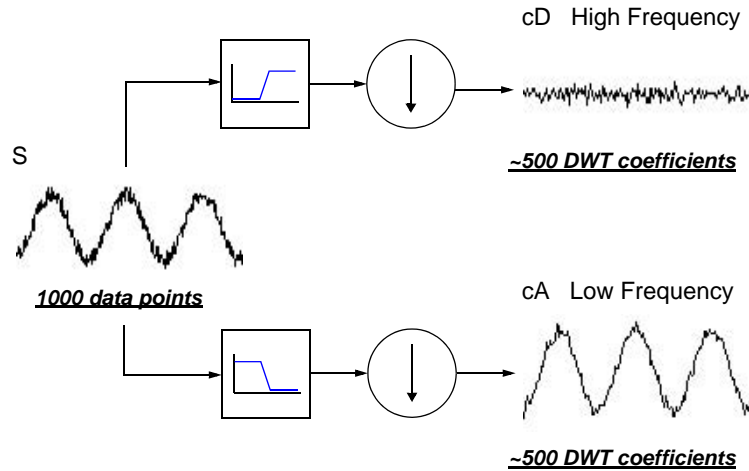 cD High Frequency
~500 DWT coefficients
S
1000 data points
cA Low Frequency
~500 DWT coefficients